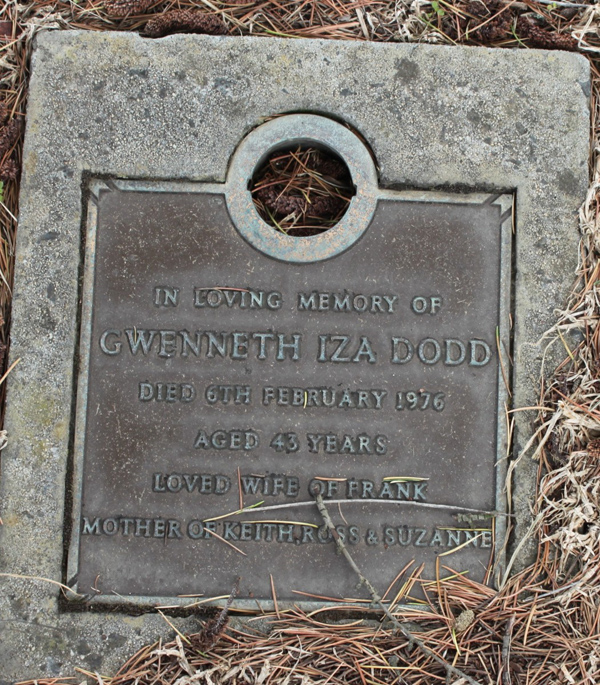 IN LOVING MEMORY OF
GWENNETH IZA DODD
DIED 6TH FEBRUARY 1976
AGED 43 YEARS
LOVED WIFE OF FRANK
MOTHER OF KEITH, ROSS & SUZANNE